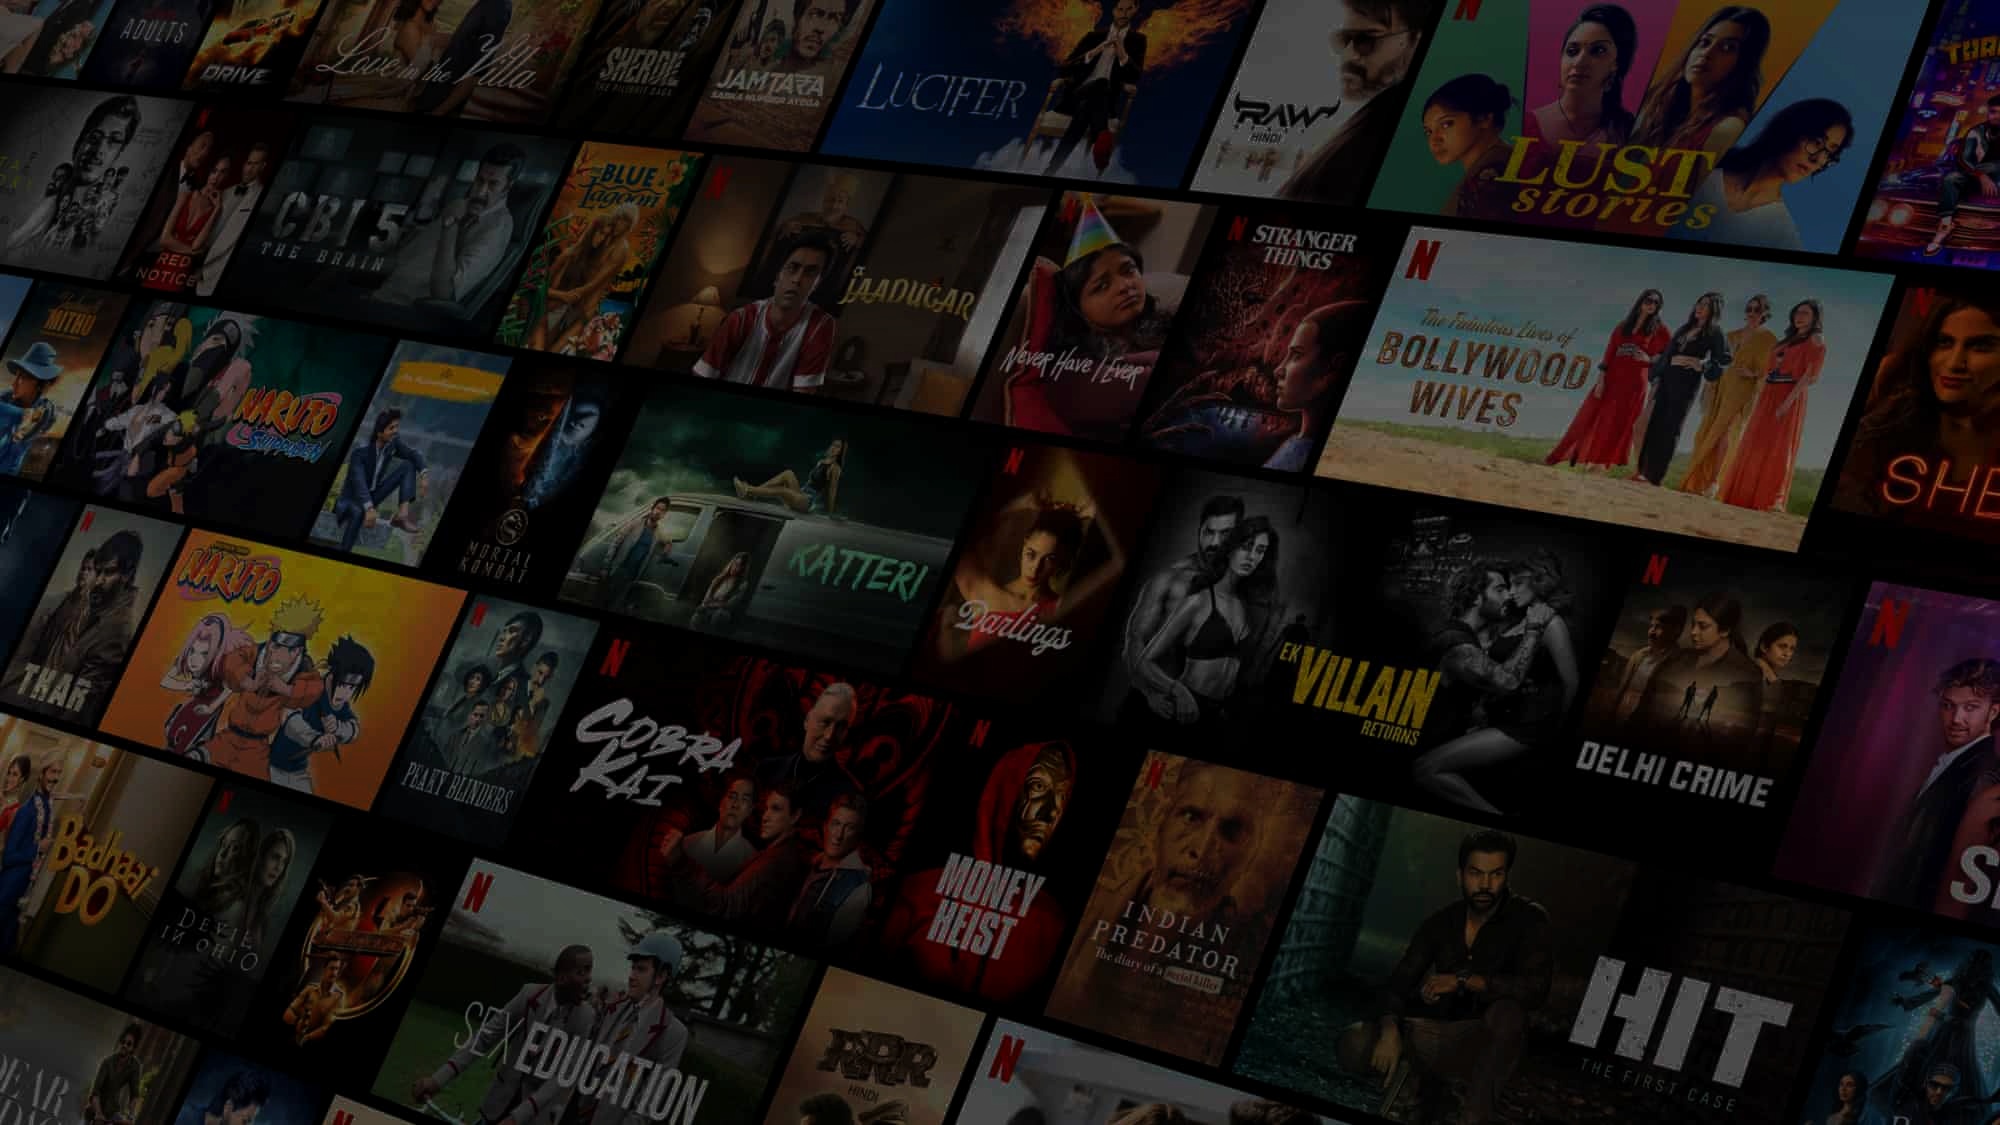 ADULTS
DRIVE
Love in the Villa
SHERDIL
THE PILIBHIT SAGA
JAMTARA
SABKA NUMBER AYEGA
LUCIFER
RAW
HINDI
N
LUST
stories
RED
NOTICE
CBI 5
THE BRAIN
BLUE
Lagoon
N
JAADUGAR
N
Never Have I Ever
N
STRANGER
THINGS
N
The Fabulous Lives of
BOLLYWOOD
WIVES
N
SHE
MITHU
NARUTO
SHIPPUDEN
MORTAL
KOMBAT
KATTERI
N
Darlings
EK
VILLAIN
RETURNS
N
DELHI CRIME
N
N
THAR
NARUTO
N
PEAKY BLINDERS
N
COBRA
KAI
N
MONEY
HEIST
N
INDIAN
PREDATOR
The diary of a serial killer
HIT
THE FIRST CASE
Badhaai
DO
N
DEVIL
IN OHIO
N
SEX EDUCATION
RRR
HINDI
N
N